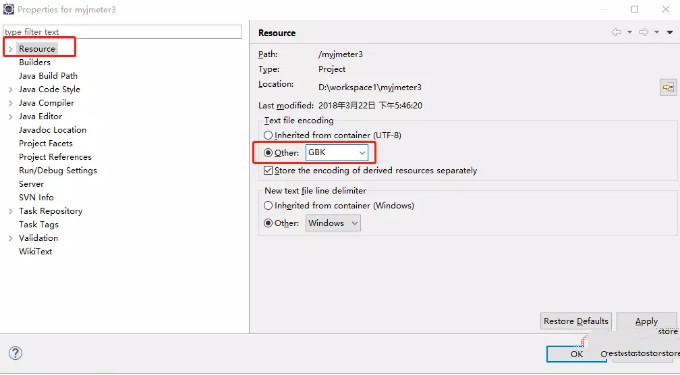 Properties for myjmeter3
type filter text
Resource
Builders
Java Build Path
Java Code Style
Java Compiler
Java Editor
Javadoc Location
Project Facets
Project References
Run/Debug Settings
Server
SVN Info
Task Repository
Task Tags
Validation
WikiText
Resource
Path: /myjmeter3
Type: Project
Location: D:\workspace1\myjmeter3
Last modified: 2018年3月22日 下午5:46:20
Text file encoding
Inherited from container (UTF-8)
Other: GBK
Store the encoding of derived resources separately
New text file line delimiter
Inherited from container (Windows)
Other: Windows
Restore Defaults
Apply
OK